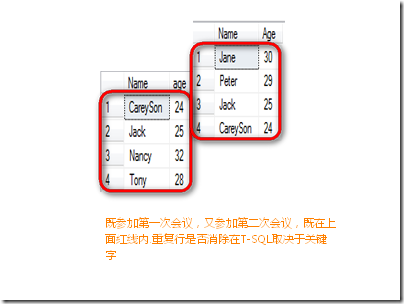 Name Age
1 Jane 30
2 Peter 29
3 Jack 25
4 CareySon 24
Name age
1 CareySon 24
2 Jack 25
3 Nancy 32
4 Tony 28
既参加第一次会议，又参加第二次会议，既在上
面红线内.重复行是否消除在T-SQL取决于关键
字